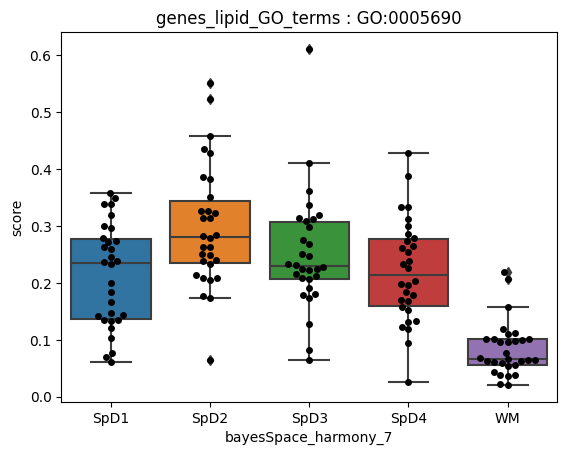 genes_lipid_GO_terms : GO:0005690
score
0.6
0.5
0.4
0.3
0.2
0.1
0.0
SpD1 SpD2 SpD3 SpD4 WM
bayesSpace_harmony_7